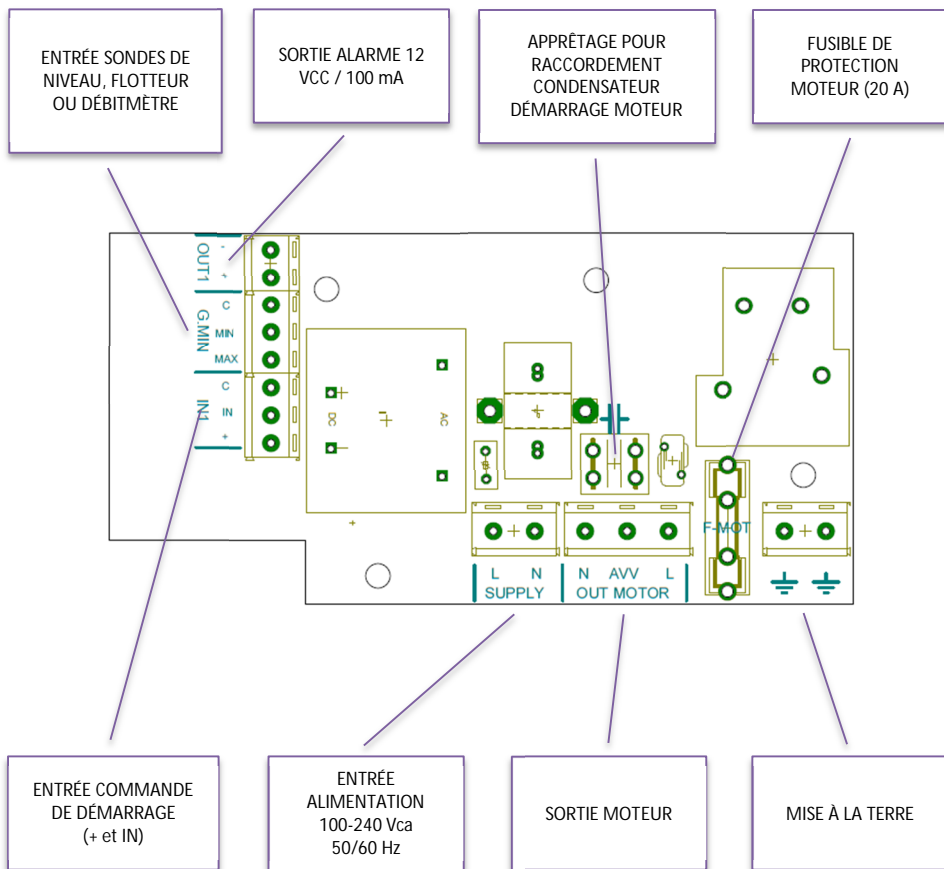 ENTRÉE SONDES DE
NIVEAU, FLOTTEUR
OU DÉBITMÈTRE
SORTIE ALARME 12
VCC / 100 mA
APPRÊTAGE POUR
RACCORDEMENT
CONDENSATEUR
DÉMARRAGE MOTEUR
FUSIBLE DE
PROTECTION
MOTEUR (20 A)
OUT1
-
+
G.MIN
C
MIN
MAX
IN1
C
IN
+
DC
AC
F-MOT
L N
SUPPLY
N AVV L
OUT MOTOR
ENTRÉE COMMANDE
DE DÉMARRAGE
(+ et IN)
ENTRÉE
ALIMENTATION
100-240 Vca
50/60 Hz
SORTIE MOTEUR
MISE À LA TERRE